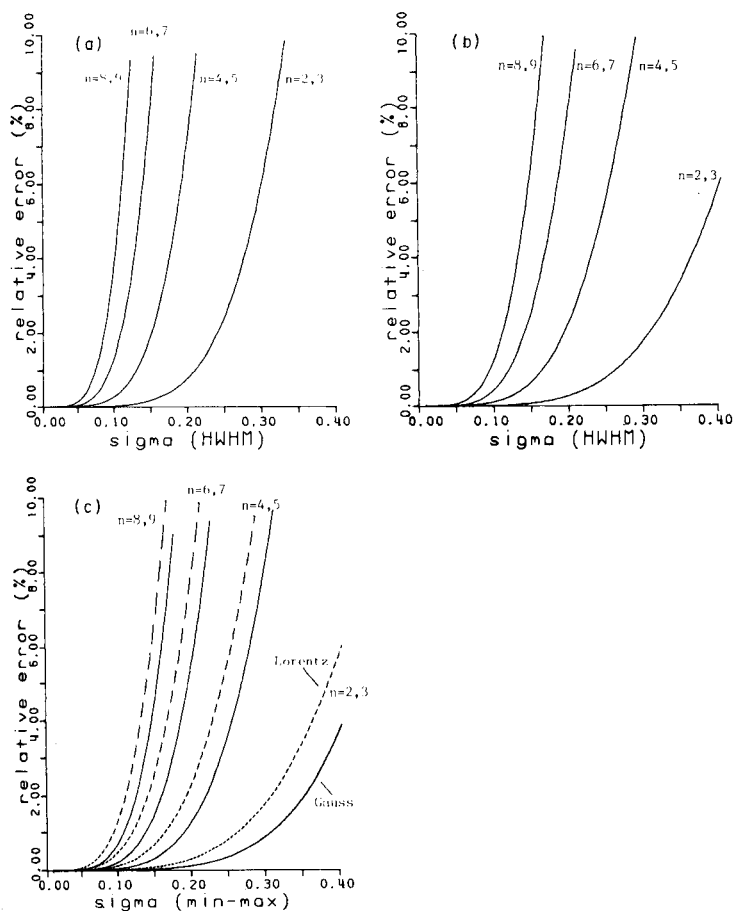 (a)
n=6,7
n=8,9
n=4,5
n=2,3
relative error (%)
0.00 2.00 4.00 6.00 8.00 10.00
0.00 0.10 0.20 0.30 0.40
sigma (HWHM)
(b)
n=8,9
n=6,7
n=4,5
n=2,3
relative error (%)
0.00 2.00 4.00 6.00 8.00 10.00
0.00 0.10 0.20 0.30 0.40
sigma (HWHM)
(c)
n=6,7
n=8,9
n=4,5
Lorentz
n=2,3
Gauss
relative error (%)
0.00 2.00 4.00 6.00 8.00 10.00
0.00 0.10 0.20 0.30 0.40
sigma (min-max)